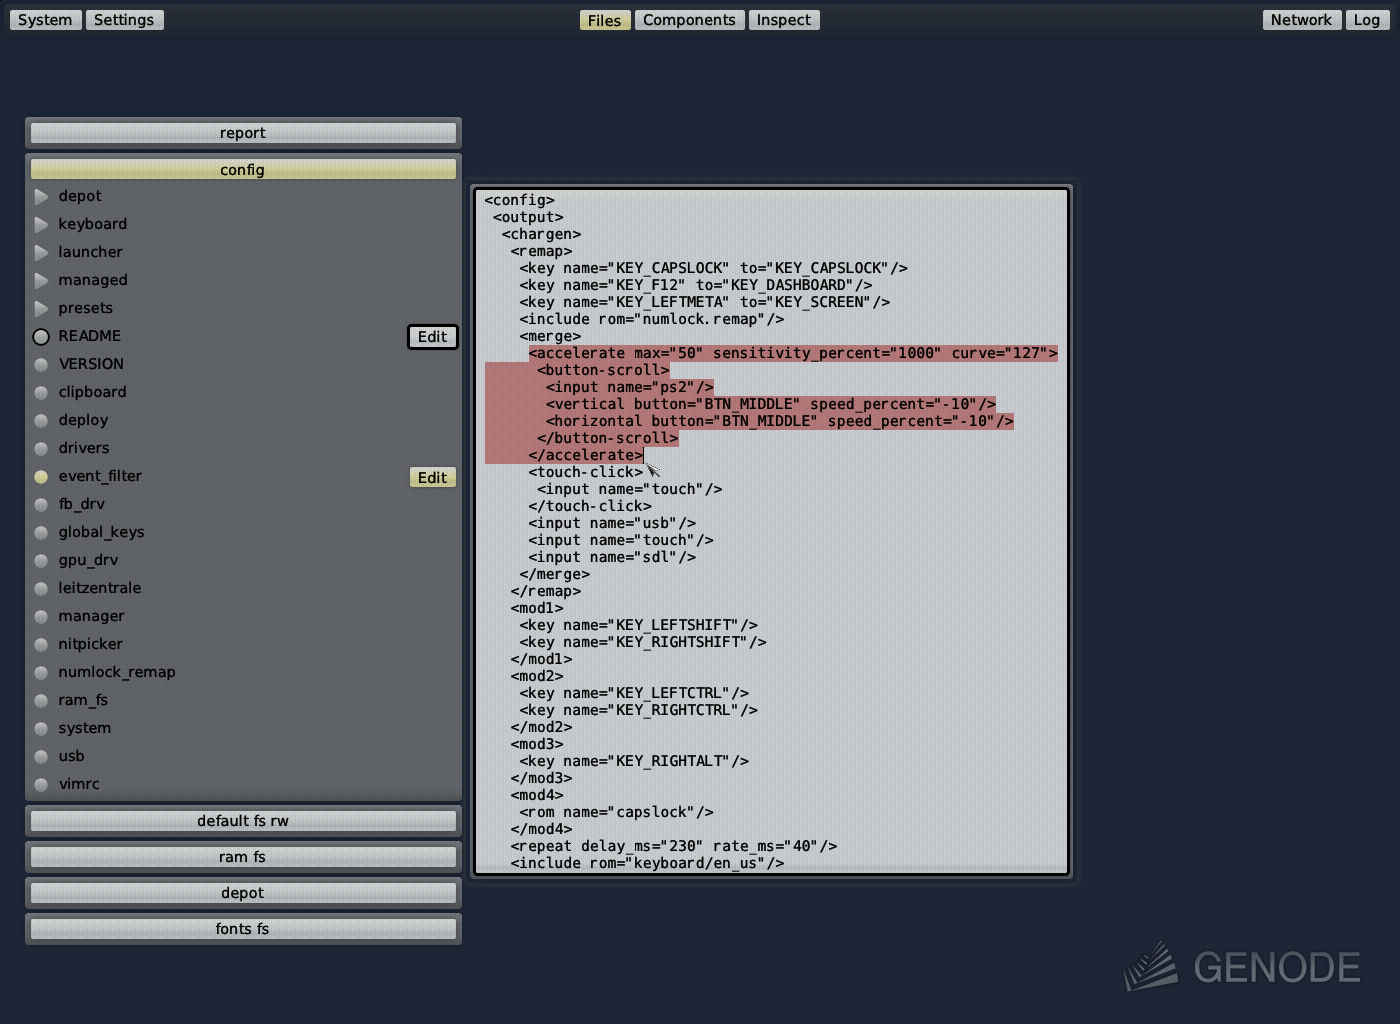 System Settings Files Components Inspect Network Log
report
config
depot
keyboard
launcher
managed
presets
README Edit
VERSION
clipboard
deploy
drivers
event_filter Edit
fb_drv
global_keys
gpu_drv
leitzentrale
manager
nitpicker
numlock_remap
ram_fs
system
usb
vimrc
default fs rw
ram fs
depot
fonts fs
<config>
<output>
<chargen>
<remap>
<key name="KEY_CAPSLOCK" to="KEY_CAPSLOCK"/>
<key name="KEY_F12" to="KEY_DASHBOARD"/>
<key name="KEY_LEFTMETA" to="KEY_SCREEN"/>
<include rom="numlock.remap"/>
<merge>
<accelerate max="50" sensitivity_percent="1000" curve="127">
<button-scroll>
<input name="ps2"/>
<vertical button="BTN_MIDDLE" speed_percent="-10"/>
<horizontal button="BTN_MIDDLE" speed_percent="-10"/>
</button-scroll>
</accelerate>
<touch-click>
<input name="touch"/>
</touch-click>
<input name="usb"/>
<input name="touch"/>
<input name="sdl"/>
</merge>
</remap>
<mod1>
<key name="KEY_LEFTSHIFT"/>
<key name="KEY_RIGHTSHIFT"/>
</mod1>
<mod2>
<key name="KEY_LEFTCTRL"/>
<key name="KEY_RIGHTCTRL"/>
</mod2>
<mod3>
<key name="KEY_RIGHTALT"/>
</mod3>
<mod4>
<rom name="capslock"/>
</mod4>
<repeat delay_ms="230" rate_ms="40"/>
<include rom="keyboard/en_us"/>
GENODE